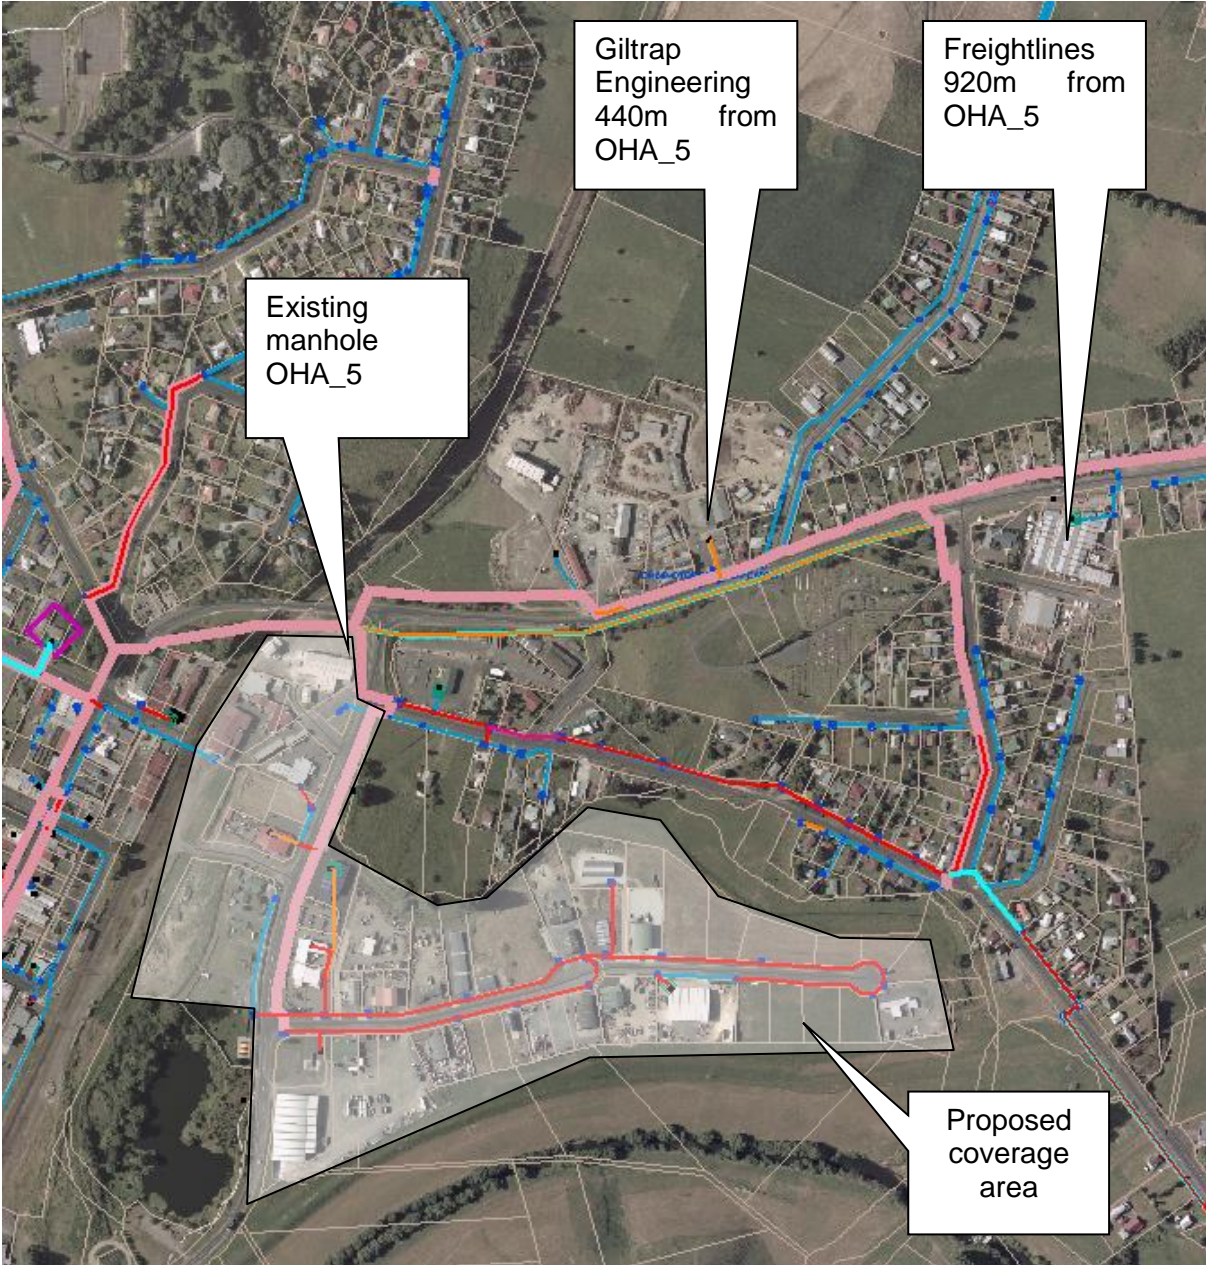 Giltrap
Engineering
440m from
OHA_5
Freightlines
920m from
OHA_5
Existing
manhole
OHA_5
Proposed
coverage
area